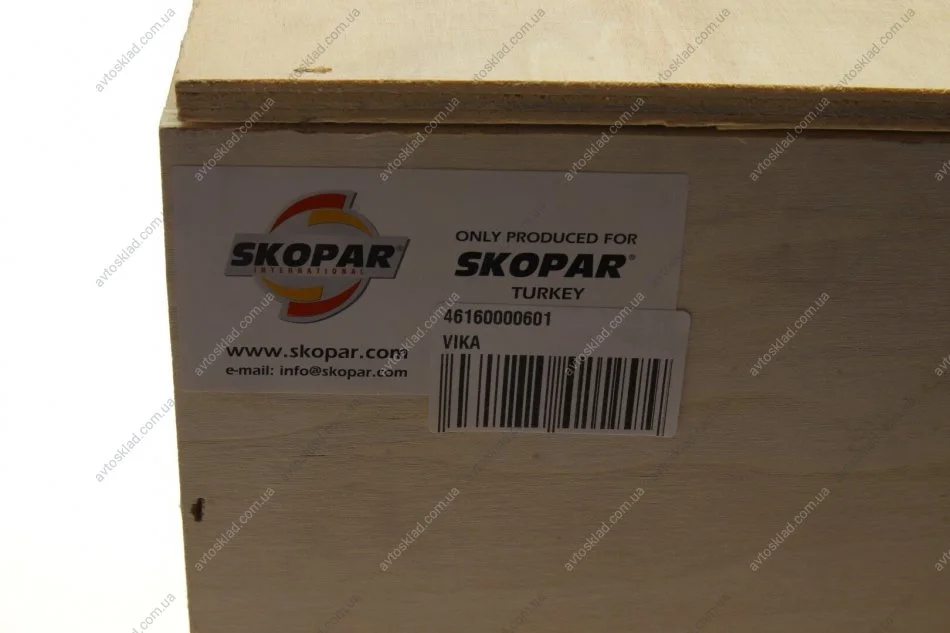 SKOPAR®
INTERNATIONAL
www.skopar.com
e-mail: info@skopar.com
ONLY PRODUCED FOR
SKOPAR®
TURKEY
46160000601
VIKA
avtosklad.com.ua